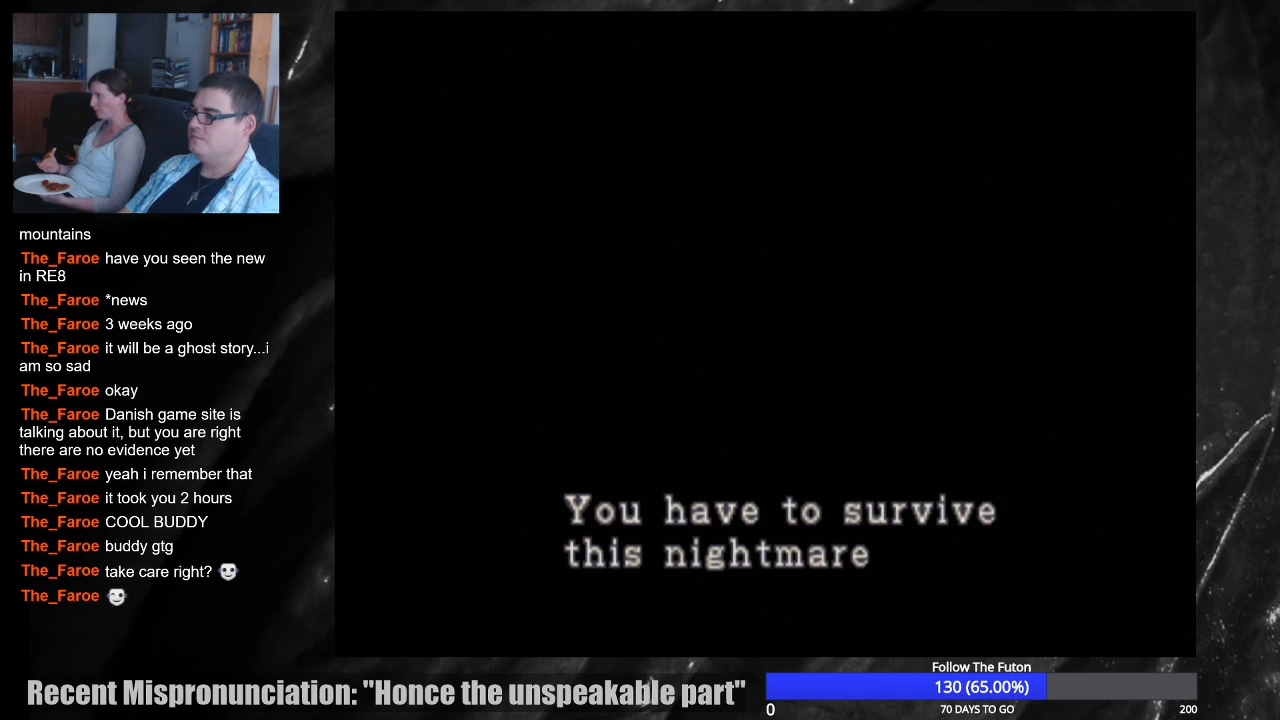 mountains
The_Faroe have you seen the new
in RE8
The_Faroe *news
The_Faroe 3 weeks ago
The_Faroe it will be a ghost story...i
am so sad
The_Faroe okay
The_Faroe Danish game site is
talking about it, but you are right
there are no evidence yet
The_Faroe yeah i remember that
The_Faroe it took you 2 hours
The_Faroe COOL BUDDY
The_Faroe buddy gtg
The_Faroe take care right?
The_Faroe
You have to survive
this nightmare
Recent Mispronunciation: "Honce the unspeakable part"
Follow The Futon
130 (65.00%)
0 70 DAYS TO GO 200